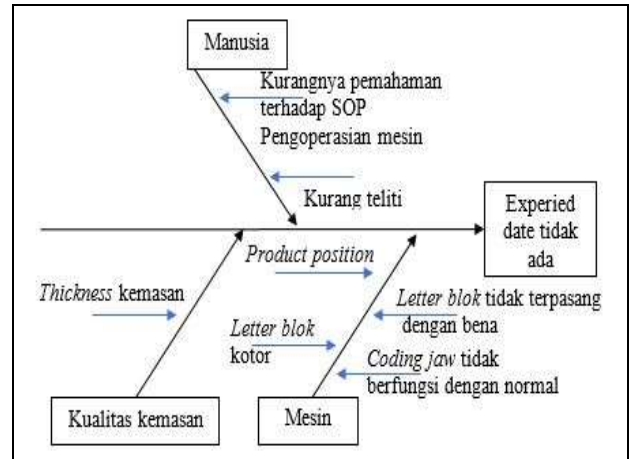 Manusia
Kurangnya pemahaman
terhadap SOP
Pengoperasian mesin
Kurang teliti
Experied
date tidak
ada
Product position
Thickness kemasan
Letter blok tidak terpasang
dengan bena
Letter blok
kotor
Coding jaw tidak
berfungsi dengan normal
Kualitas kemasan
Mesin